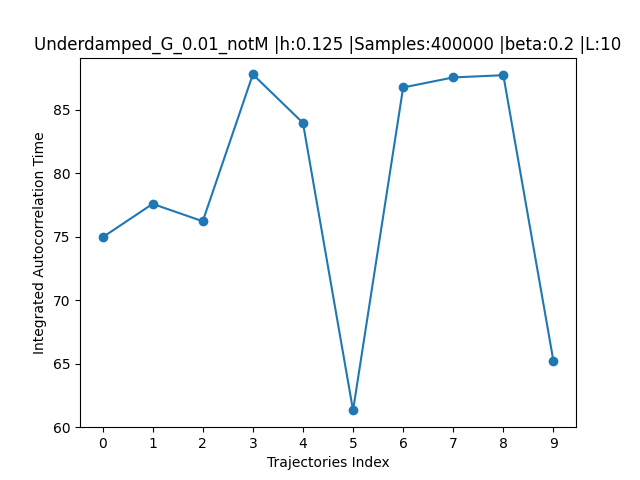 Underdamped_G_0.01_notM |h:0.125 |Samples:400000 |beta:0.2 |L:10
Integrated Autocorrelation Time
85
80
75
70
65
60
0 1 2 3 4 5 6 7 8 9
Trajectories Index